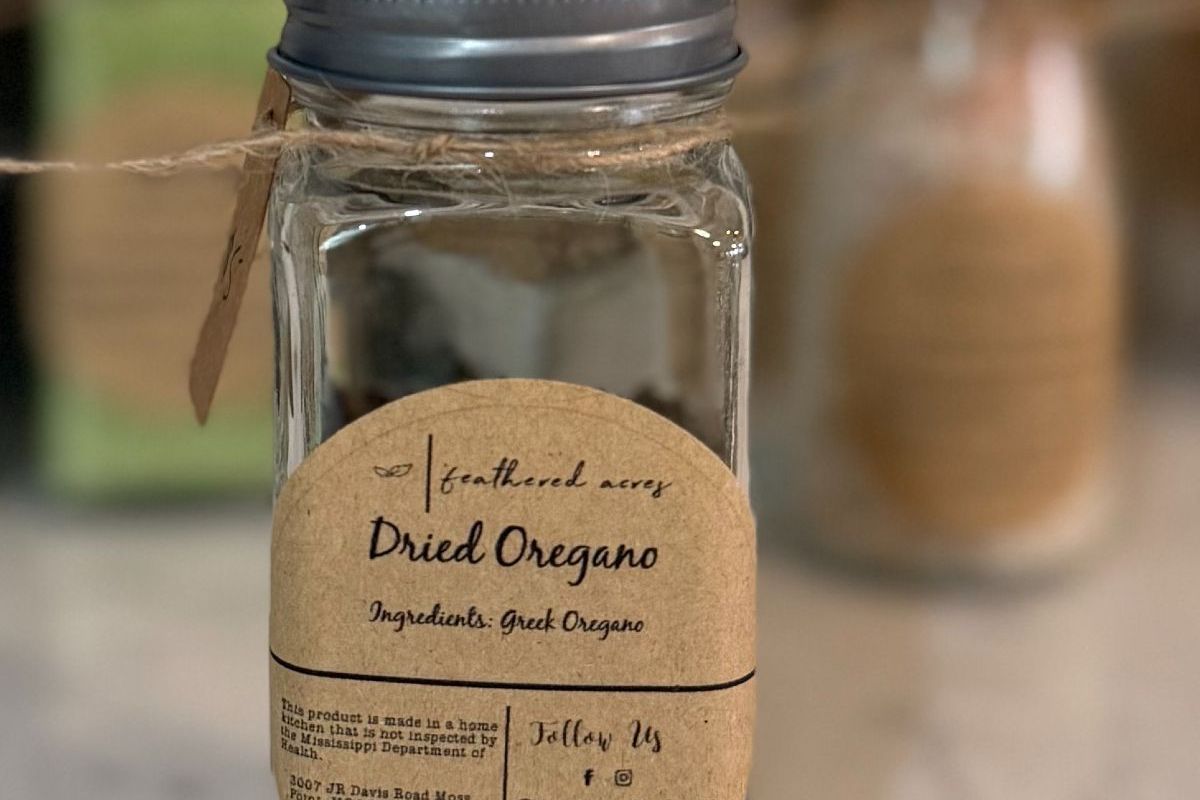 feathered acres
Dried Oregano
Ingredients: Greek Oregano
This product is made in a home
kitchen that is not inspected by
the Mississippi Department of
Health.
3007 JR Davis Road Moss
Point,
Follow Us